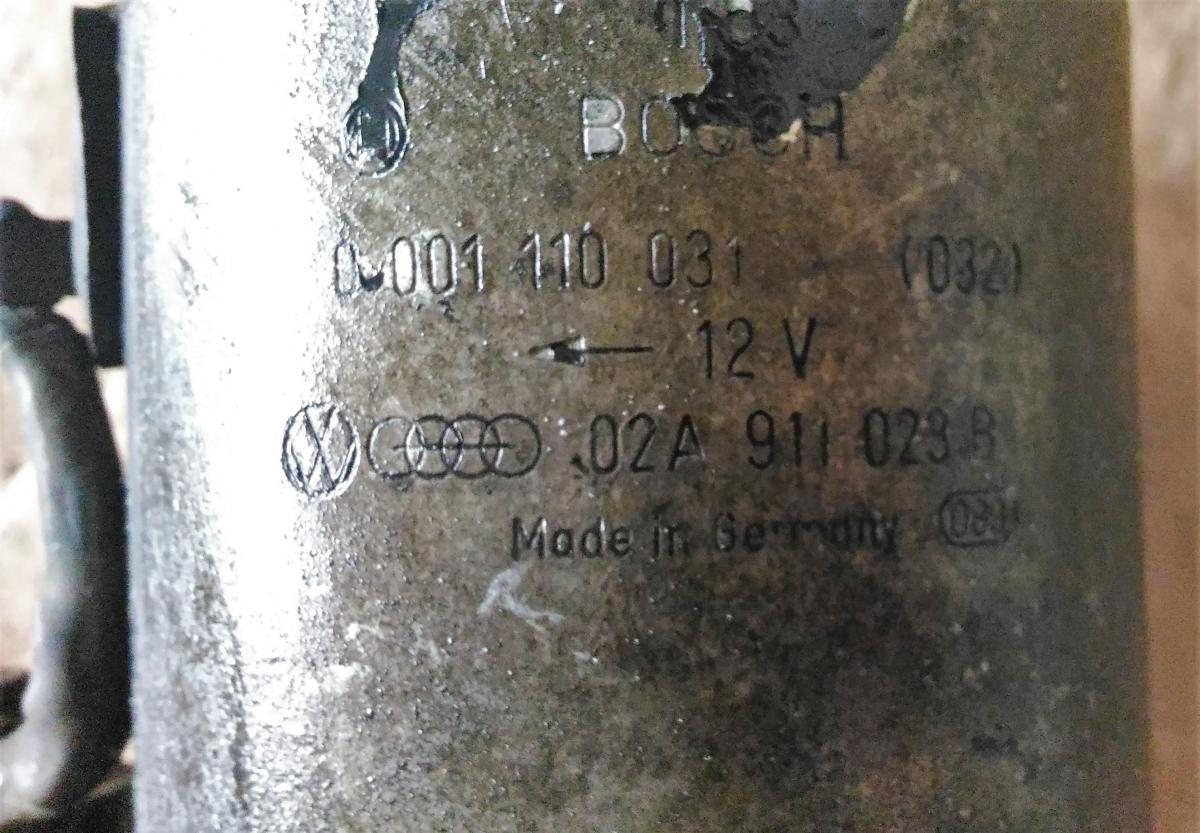 BOSCH
0 001 110 031 (032)
12 V
02A 911 023 B
Made in Germany